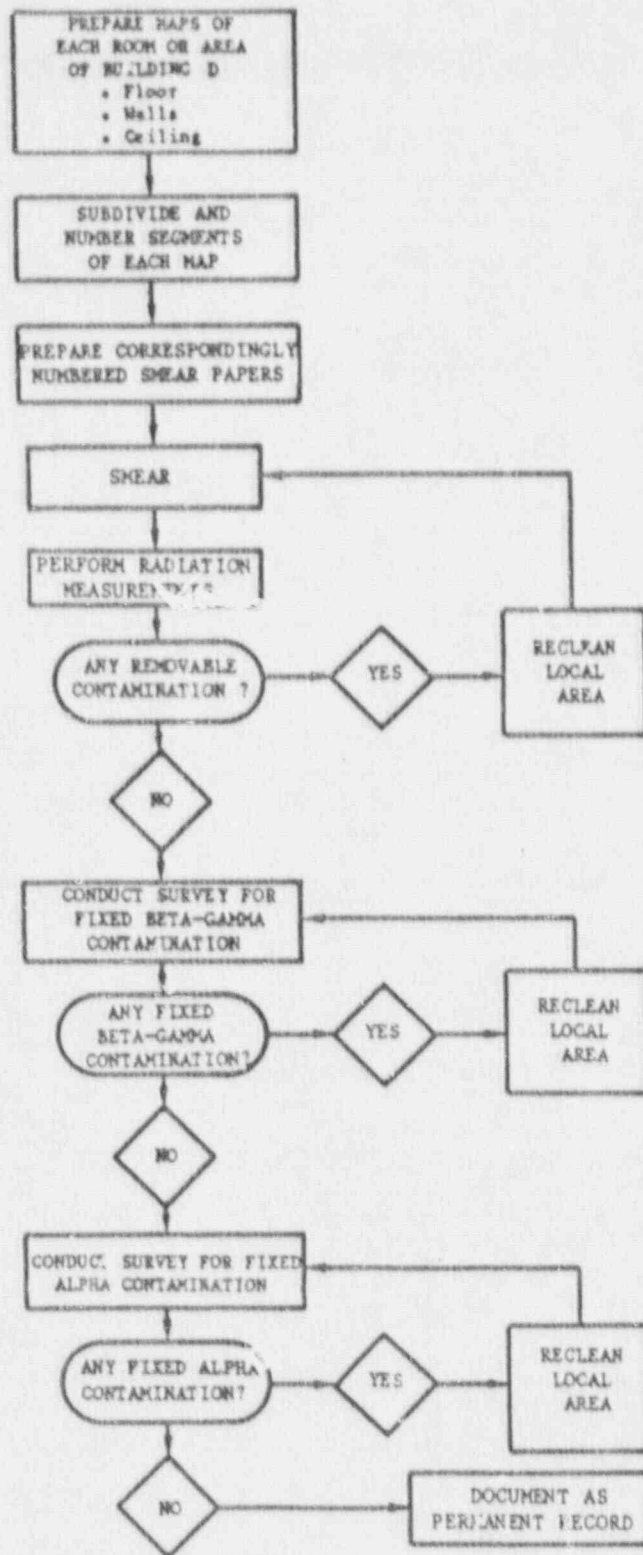 PREPARE MAPS OF
EACH ROOM OR AREA
OF BUILDING D
• Floor
• Walls
• Ceiling
SUBDIVIDE AND
NUMBER SEGMENTS
OF EACH MAP
PREPARE CORRESPONDINGLY
NUMBERED SMEAR PAPERS
SMEAR
PERFORM RADIATION
MEASUREMENTS
ANY REMOVABLE
CONTAMINATION ?
YES
RECLEAN
LOCAL
AREA
NO
CONDUCT SURVEY FOR
FIXED BETA-GAMMA
CONTAMINATION
ANY FIXED
BETA-GAMMA
CONTAMINATION?
YES
RECLEAN
LOCAL
AREA
NO
CONDUCT SURVEY FOR FIXED
ALPHA CONTAMINATION
ANY FIXED ALPHA
CONTAMINATION?
YES
RECLEAN
LOCAL
AREA
NO
DOCUMENT AS
PERMANENT RECORD